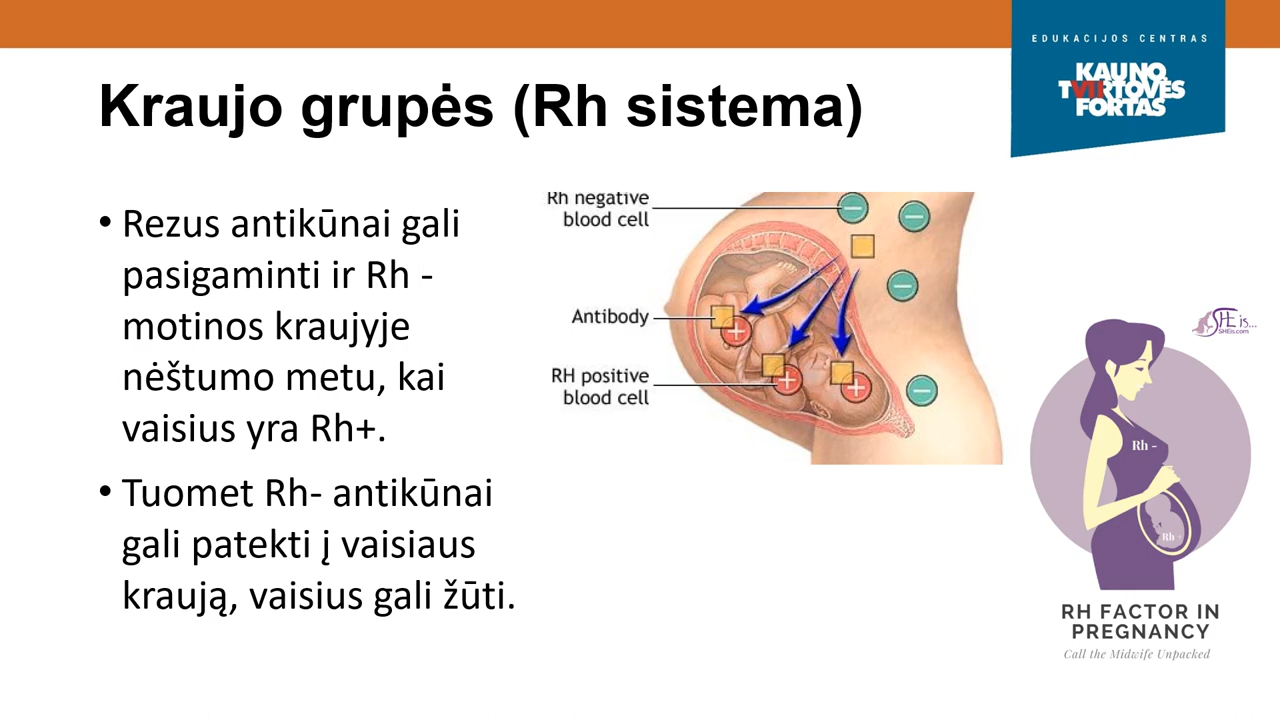 EDUKACIJOS CENTRAS
KAUNO
TVIRTOVĖS
FORTAS
Kraujo grupės (Rh sistema)
• Rezus antikūnai gali
pasigaminti ir Rh -
motinos kraujyje
nėštumo metu, kai
vaisius yra Rh+.
• Tuomet Rh- antikūnai
gali patekti į vaisiaus
kraują, vaisius gali žūti.
Rh negative
blood cell
Antibody
RH positive
blood cell
SHE is...
SHEis.com
Rh -
Rh +
RH FACTOR IN
PREGNANCY
Call the Midwife Unpacked